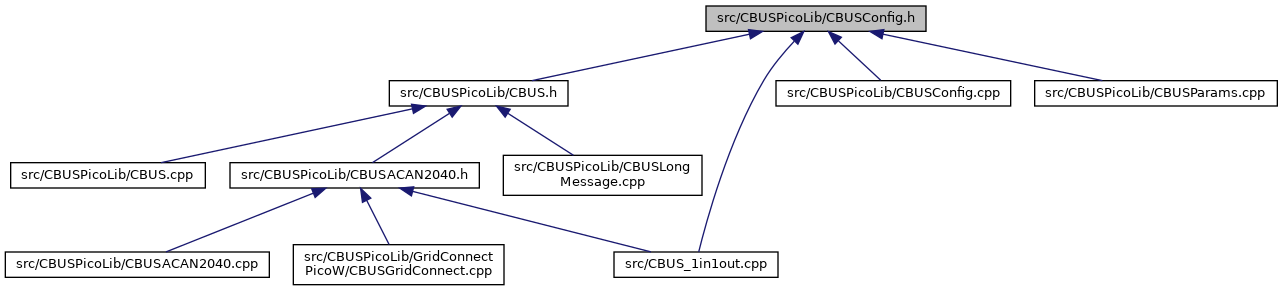 src/CBUSPicoLib/CBUSConfig.h
src/CBUSPicoLib/CBUS.h
src/CBUSPicoLib/CBUSConfig.cpp
src/CBUSPicoLib/CBUSParams.cpp
src/CBUSPicoLib/CBUS.cpp
src/CBUSPicoLib/CBUSACAN2040.h
src/CBUSPicoLib/CBUSLong
Message.cpp
src/CBUSPicoLib/CBUSACAN2040.cpp
src/CBUSPicoLib/GridConnect
PicoW/CBUSGridConnect.cpp
src/CBUS_1in1out.cpp